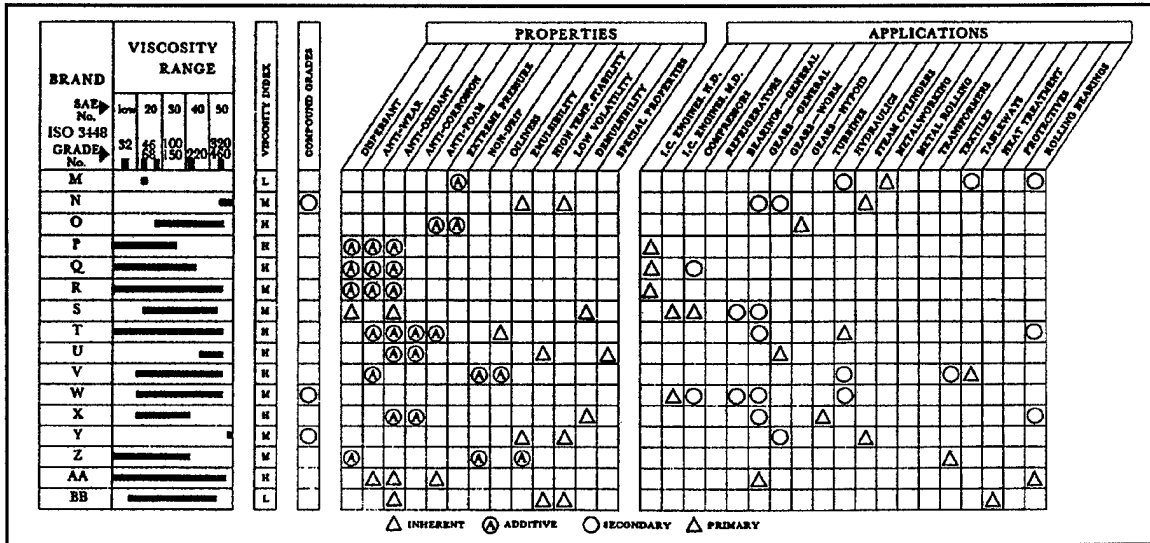 PROPERTIES
APPLICATIONS
VISCOSITY
RANGE
BRAND
SAE No. low 20 30 40 50
ISO 3448 GRADE No. 32 46 68 100 150 220 320 460
VISCOSITY INDEX
COMPOUND GRADES
DISPERSANT
ANTI-WEAR
ANTI-OXIDANT
ANTI-CORROSION
ANTI-FOAM
EXTREME PRESSURE
NON-DRIP
OILINESS
EMULSIBILITY
HIGH TEMP. STABILITY
LOW VOLATILITY
DEMULSIBILITY
SPECIAL PROPERTIES
I.C. ENGINES, H.D.
I.C. ENGINES, M.D.
COMPRESSORS
REFRIGERATORS
BEARINGS—GENERAL
GEARS—GENERAL
GEARS—WORM
GEARS—HYPOID
TURBINES
HYDRAULICS
STEAM CYLINDERS
METALWORKING
METAL ROLLING
TRANSFORMERS
TEXTILES
TABLEWAYS
HEAT TREATMENT
PROTECTIVES
ROLLING BEARINGS
M L A
N M
O H A A
P H A A A
Q H A A A
R M A A A
S M
T H A A A A
U H A A
V H A A A
W M
X H A A
Y M
Z M A A A
AA H
BB L
INHERENT A ADDITIVE SECONDARY PRIMARY